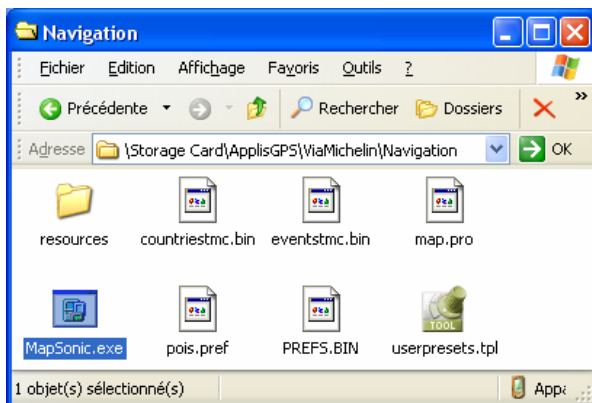 Navigation
Fichier Edition Affichage Favoris Outils ?
Précédente Rechercher Dossiers »
Adresse \Storage Card\ApplisGPS\ViaMichelin\Navigation OK
resources countriestmc.bin eventstmc.bin map.pro
TOOL
MapSonic.exe pois.pref PREFS.BIN userpresets.tpl
1 objet(s) sélectionné(s)